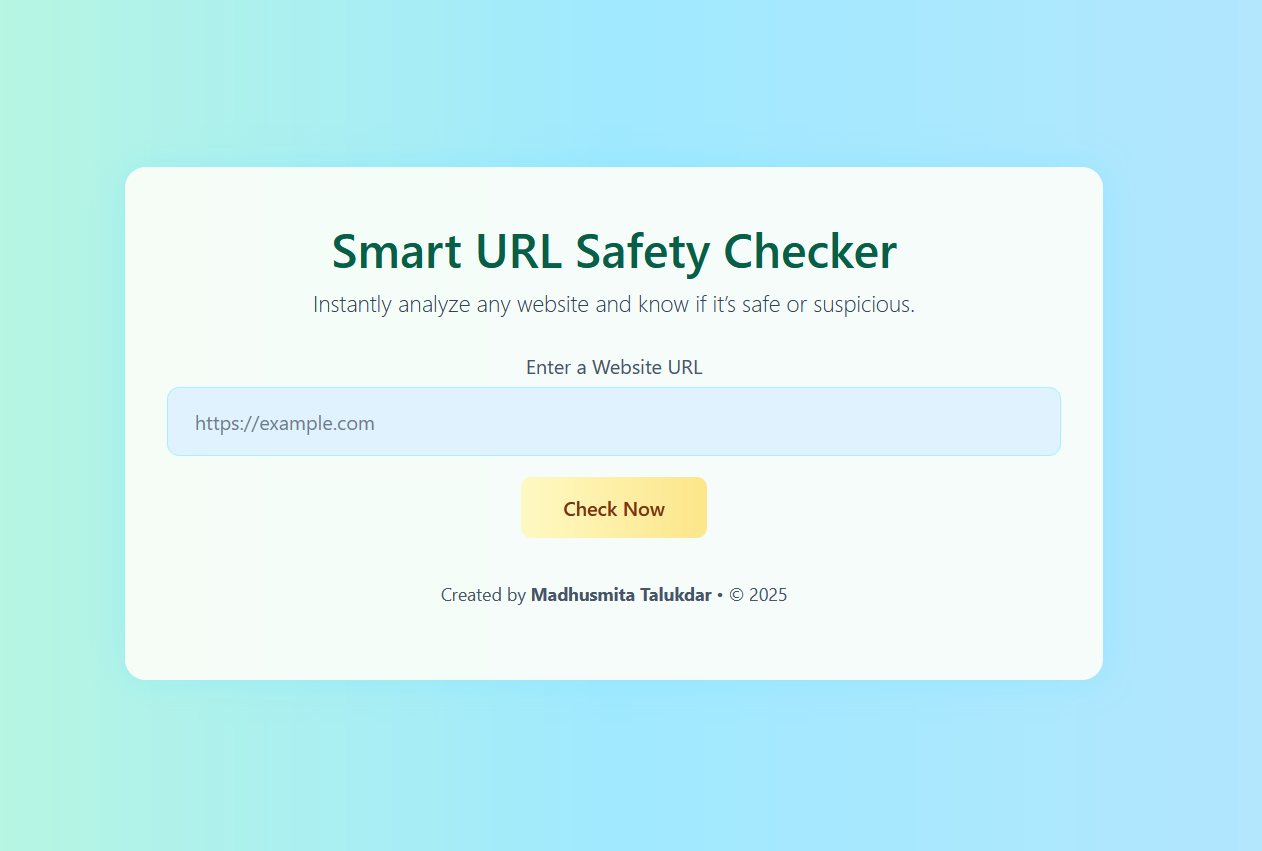 Smart URL Safety Checker
Instantly analyze any website and know if it’s safe or suspicious.
Enter a Website URL
https://example.com
Check Now
Created by Madhusmita Talukdar • © 2025